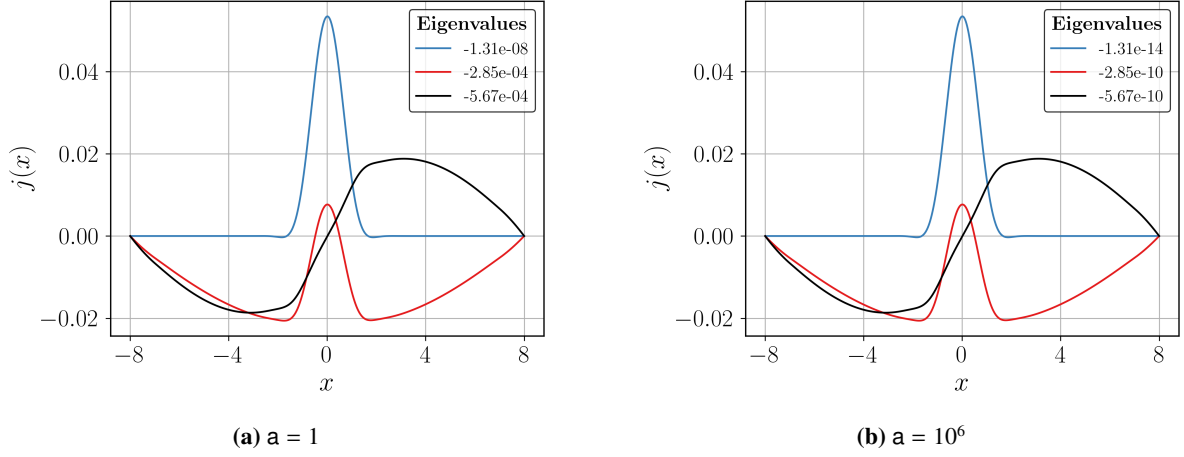 Eigenvalues
-1.31e-08
-2.85e-04
-5.67e-04
0.04
0.02
0.00
−0.02
j(x)
−8
−4
0
4
8
x
(a) a = 1
Eigenvalues
-1.31e-14
-2.85e-10
-5.67e-10
0.04
0.02
0.00
−0.02
j(x)
−8
−4
0
4
8
x
(b) a = 10⁶